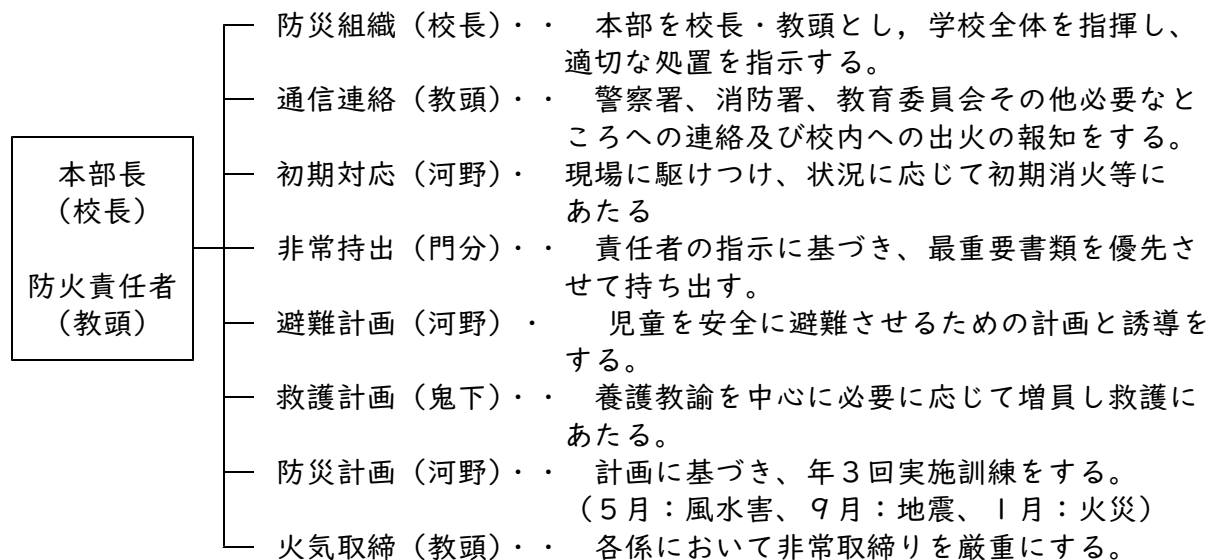 防災組織（校長）・・　本部を校長・教頭とし，学校全体を指揮し、
適切な処置を指示する。
通信連絡（教頭）・・　警察署、消防署、教育委員会その他必要なと
ころへの連絡及び校内への出火の報知をする。
本部長
（校長）
防火責任者
（教頭）
初期対応（河野）・　現場に駆けつけ、状況に応じて初期消火等に
あたる
非常持出（門分）・・　責任者の指示に基づき、最重要書類を優先さ
せて持ち出す。
避難計画（河野）・　児童を安全に避難させるための計画と誘導を
する。
救護計画（鬼下）・・　養護教諭を中心に必要に応じて増員し救護に
あたる。
防災計画（河野）・・　計画に基づき、年３回実施訓練をする。
（５月：風水害、９月：地震、１月：火災）
火気取締（教頭）・・　各係において非常取締りを厳重にする。